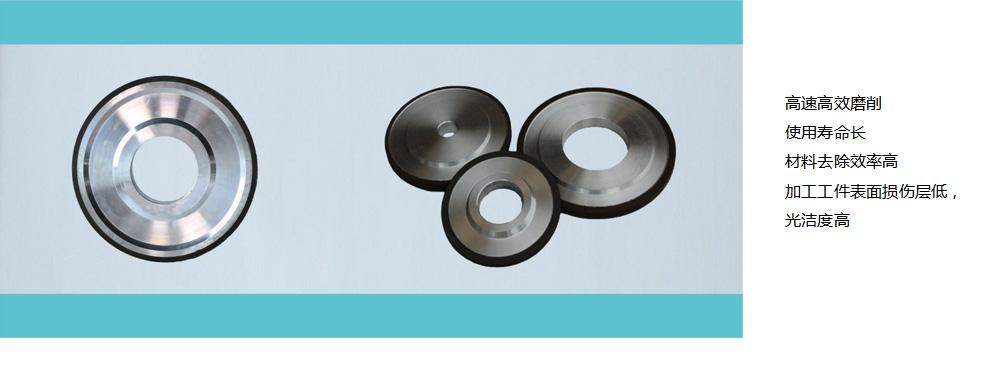 高速高效磨削
使用寿命长
材料去除效率高
加工工件表面损伤层低，
光洁度高